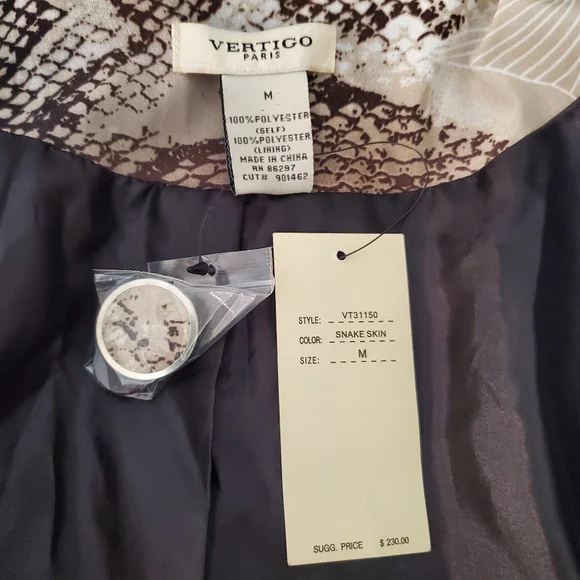 VERTIGO
PARIS
M
100%POLYESTER
(SELF)
100%POLYESTER
(LINING)
MADE IN CHINA
RN 86297
CUT# 901462
STYLE: VT31150
COLOR: SNAKE SKIN
SIZE: M
SUGG. PRICE $ 230.00